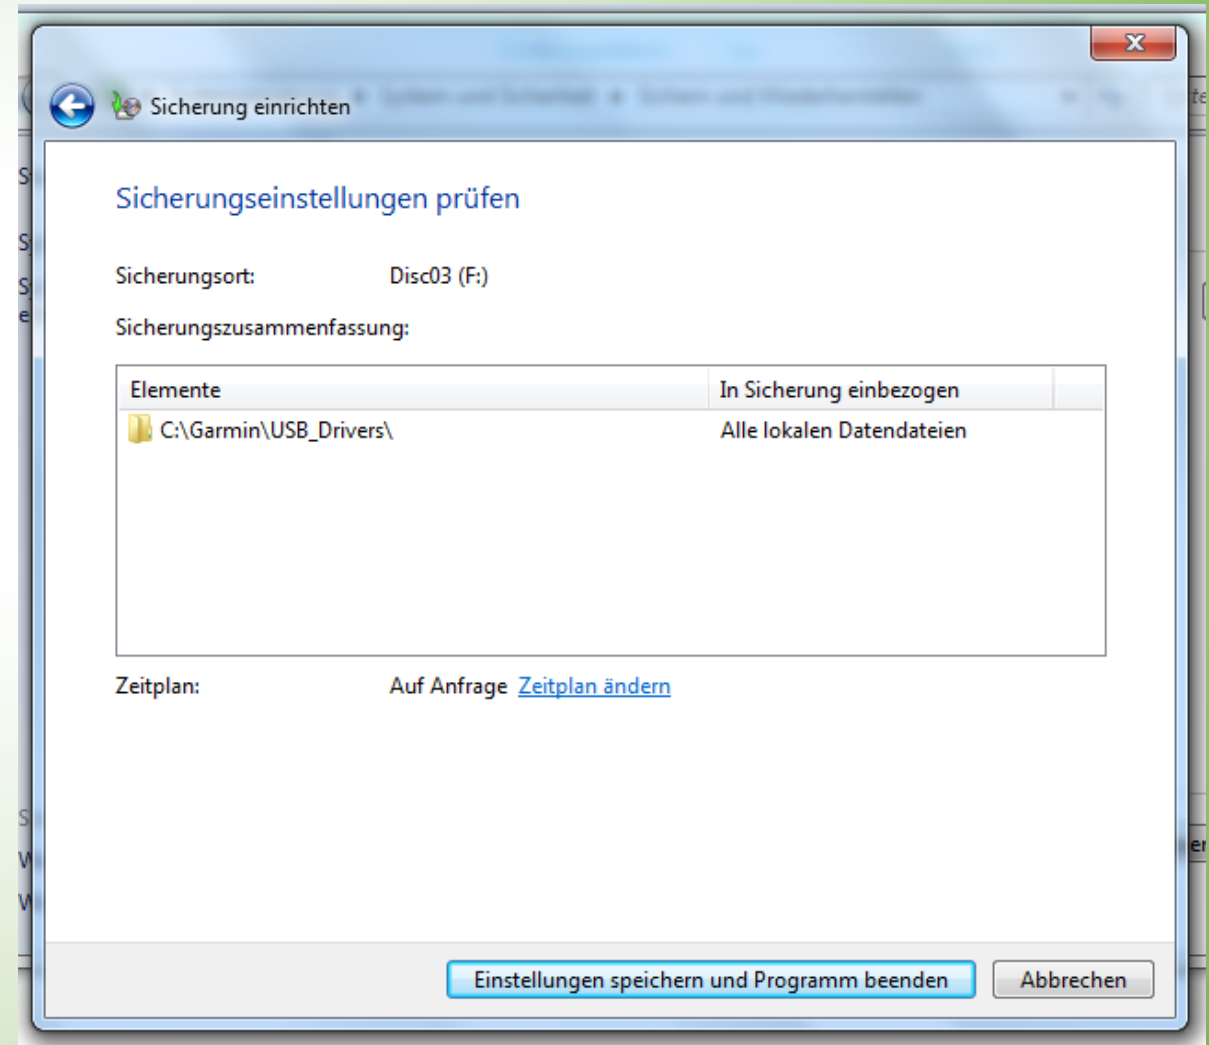 Sicherung einrichten
Sicherungseinstellungen prüfen
Sicherungsort: Disc03 (F:)
Sicherungszusammenfassung:
Elemente In Sicherung einbezogen
C:\Garmin\USB_Drivers\ Alle lokalen Datendateien
Zeitplan: Auf Anfrage Zeitplan ändern
Einstellungen speichern und Programm beenden Abbrechen